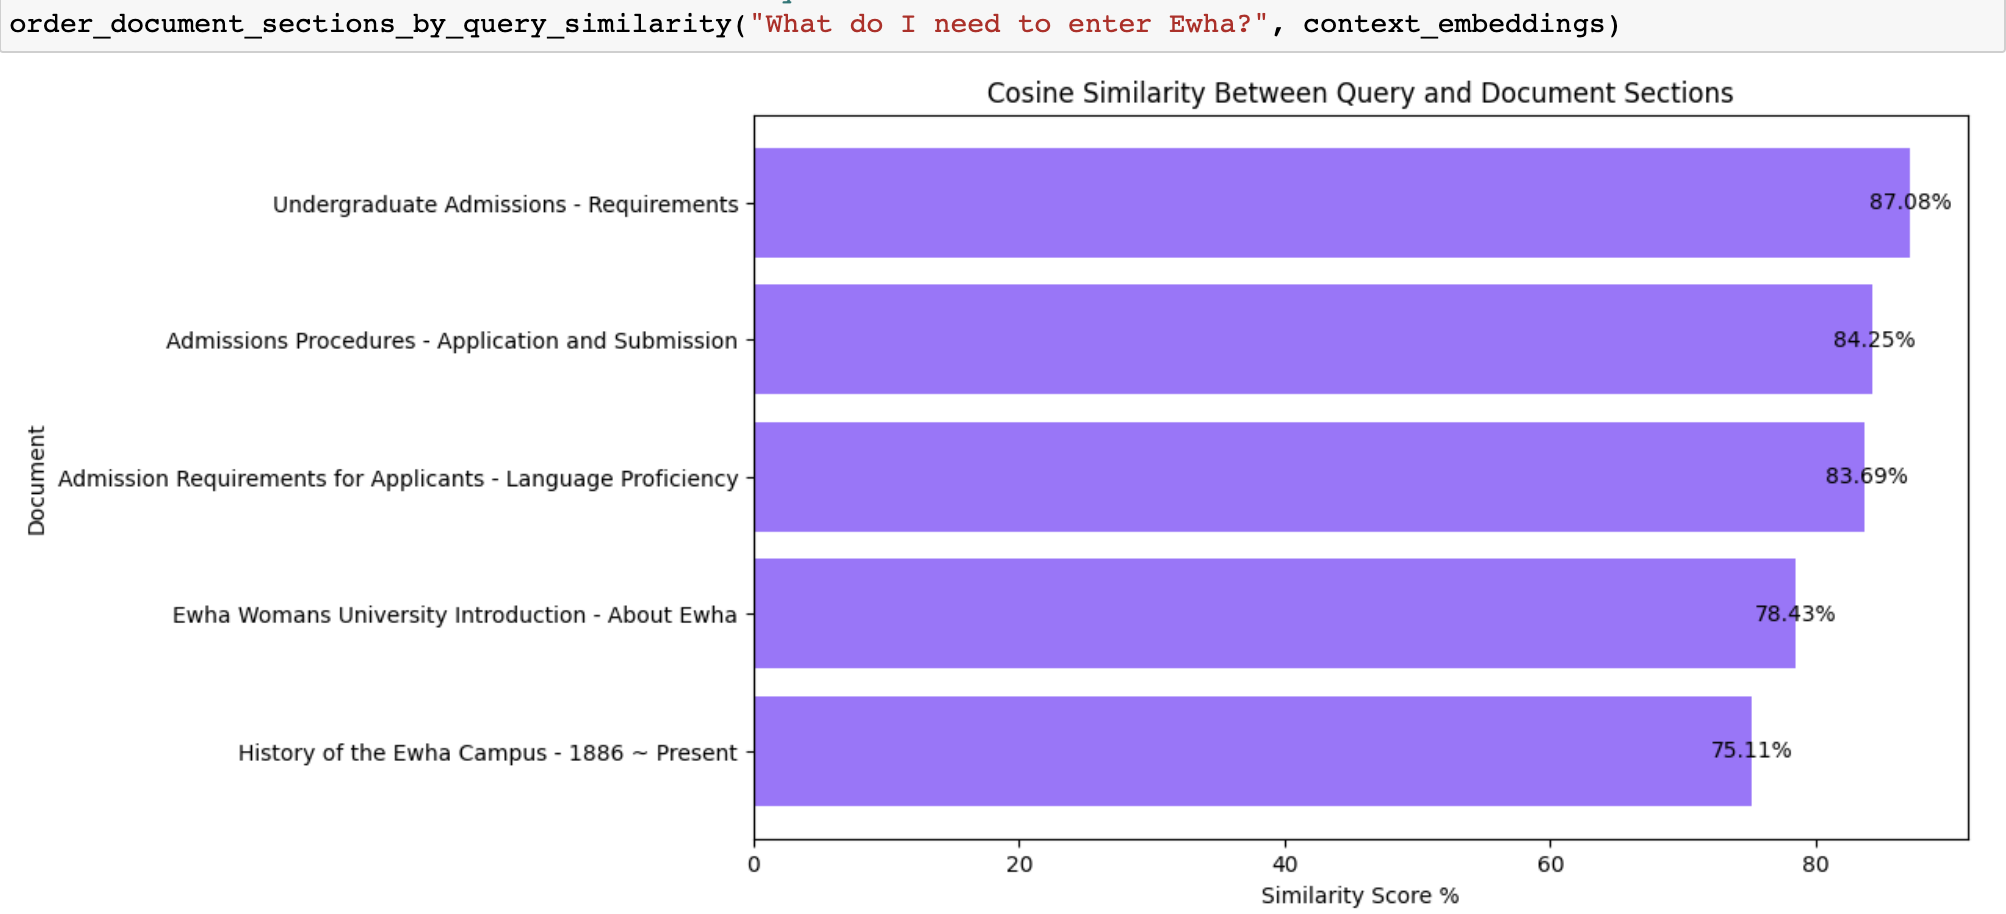 order_document_sections_by_query_similarity("What do I need to enter Ewha?", context_embeddings)
Cosine Similarity Between Query and Document Sections
Undergraduate Admissions - Requirements
87.08%
Admissions Procedures - Application and Submission
84.25%
Document
Admission Requirements for Applicants - Language Proficiency
83.69%
Ewha Womans University Introduction - About Ewha
78.43%
History of the Ewha Campus - 1886 ~ Present
75.11%
0 20 40 60 80
Similarity Score %